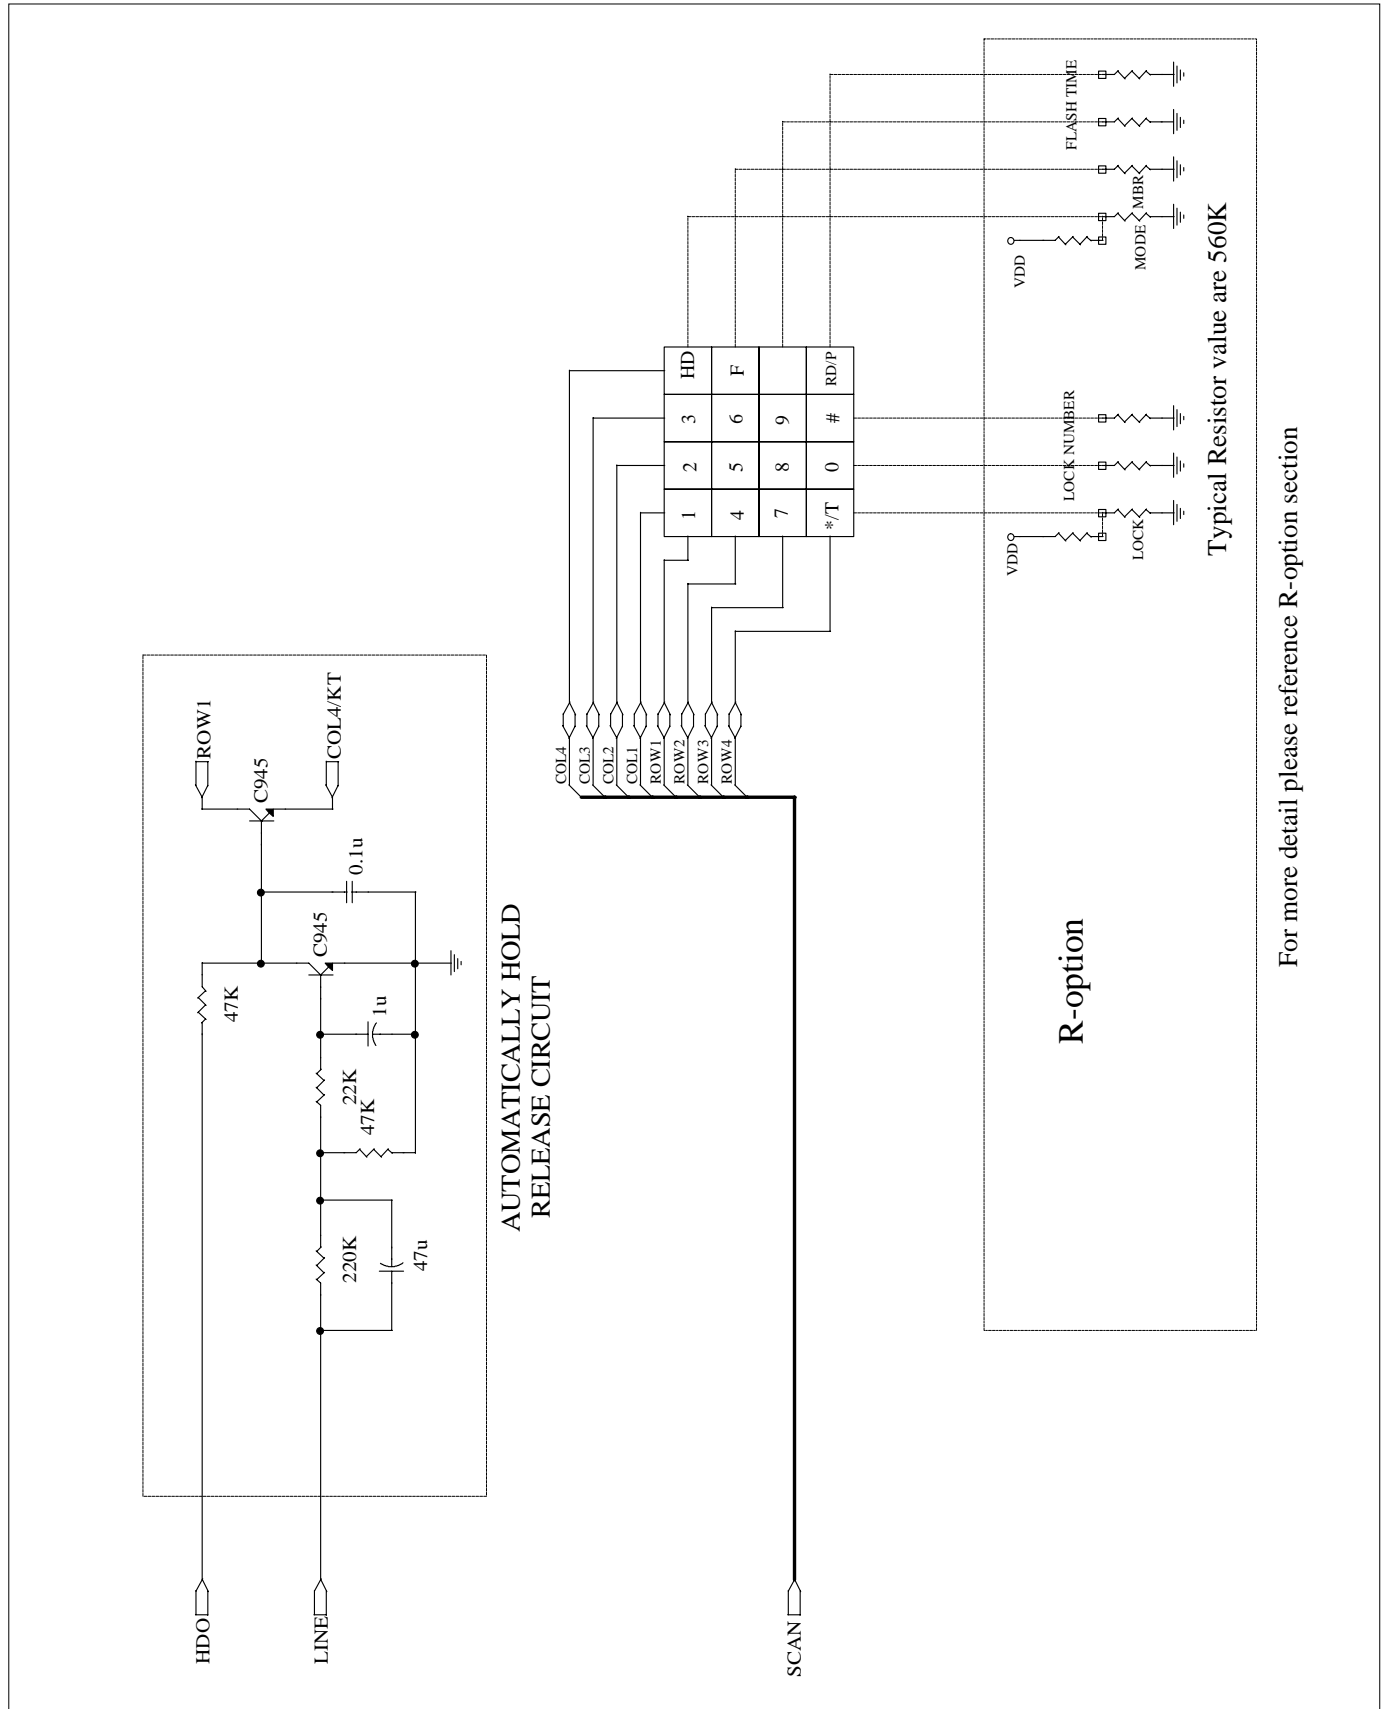 HDO
LINE
47K
220K
47u
22K
47K
1u
C945
0.1u
C945
ROW1
COL4/KT
AUTOMATICALLY HOLD
RELEASE CIRCUIT
SCAN
COL4
COL3
COL2
COL1
ROW1
ROW2
ROW3
ROW4
1 2 3 HD
4 5 6 F
7 8 9
*/T 0 # RD/P
R-option
VDD
LOCK
LOCK NUMBER
VDD
MODE
MBR
FLASH TIME
Typical Resistor value are 560K
For more detail please reference R-option section